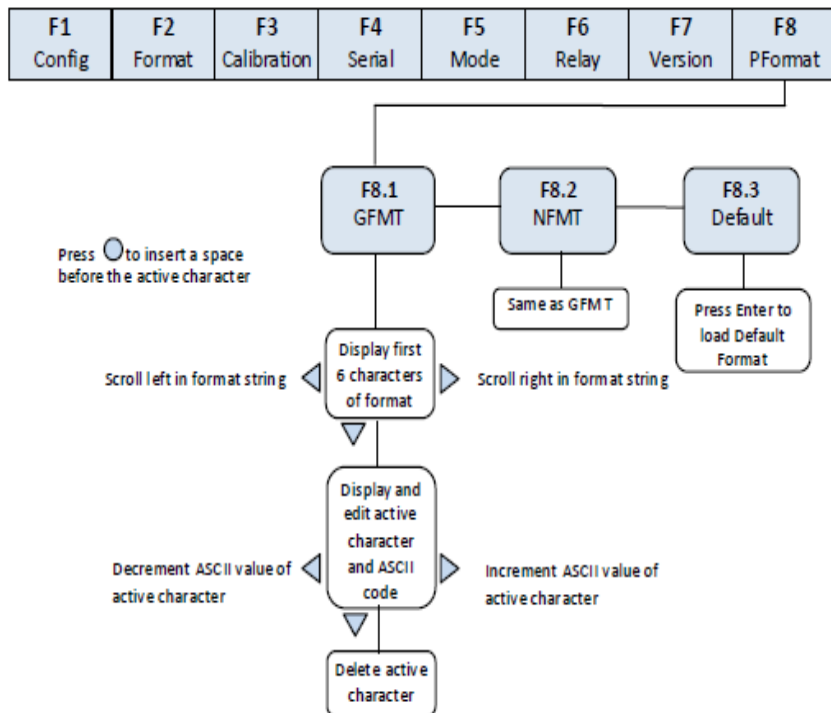 F1 F2 F3 F4 F5 F6 F7 F8
Config Format Calibration Serial Mode Relay Version PFormat
F8.1
GFMT
F8.2
NFMT
F8.3
Default
Press to insert a space
before the active character
Same as GFMT
Press Enter to
load Default
Format
Display first
6 characters
of format
Scroll left in format string
Scroll right in format string
Display and
edit active
character
and ASCII
code
Decrement ASCII value of
active character
Increment ASCII value of
active character
Delete active
character